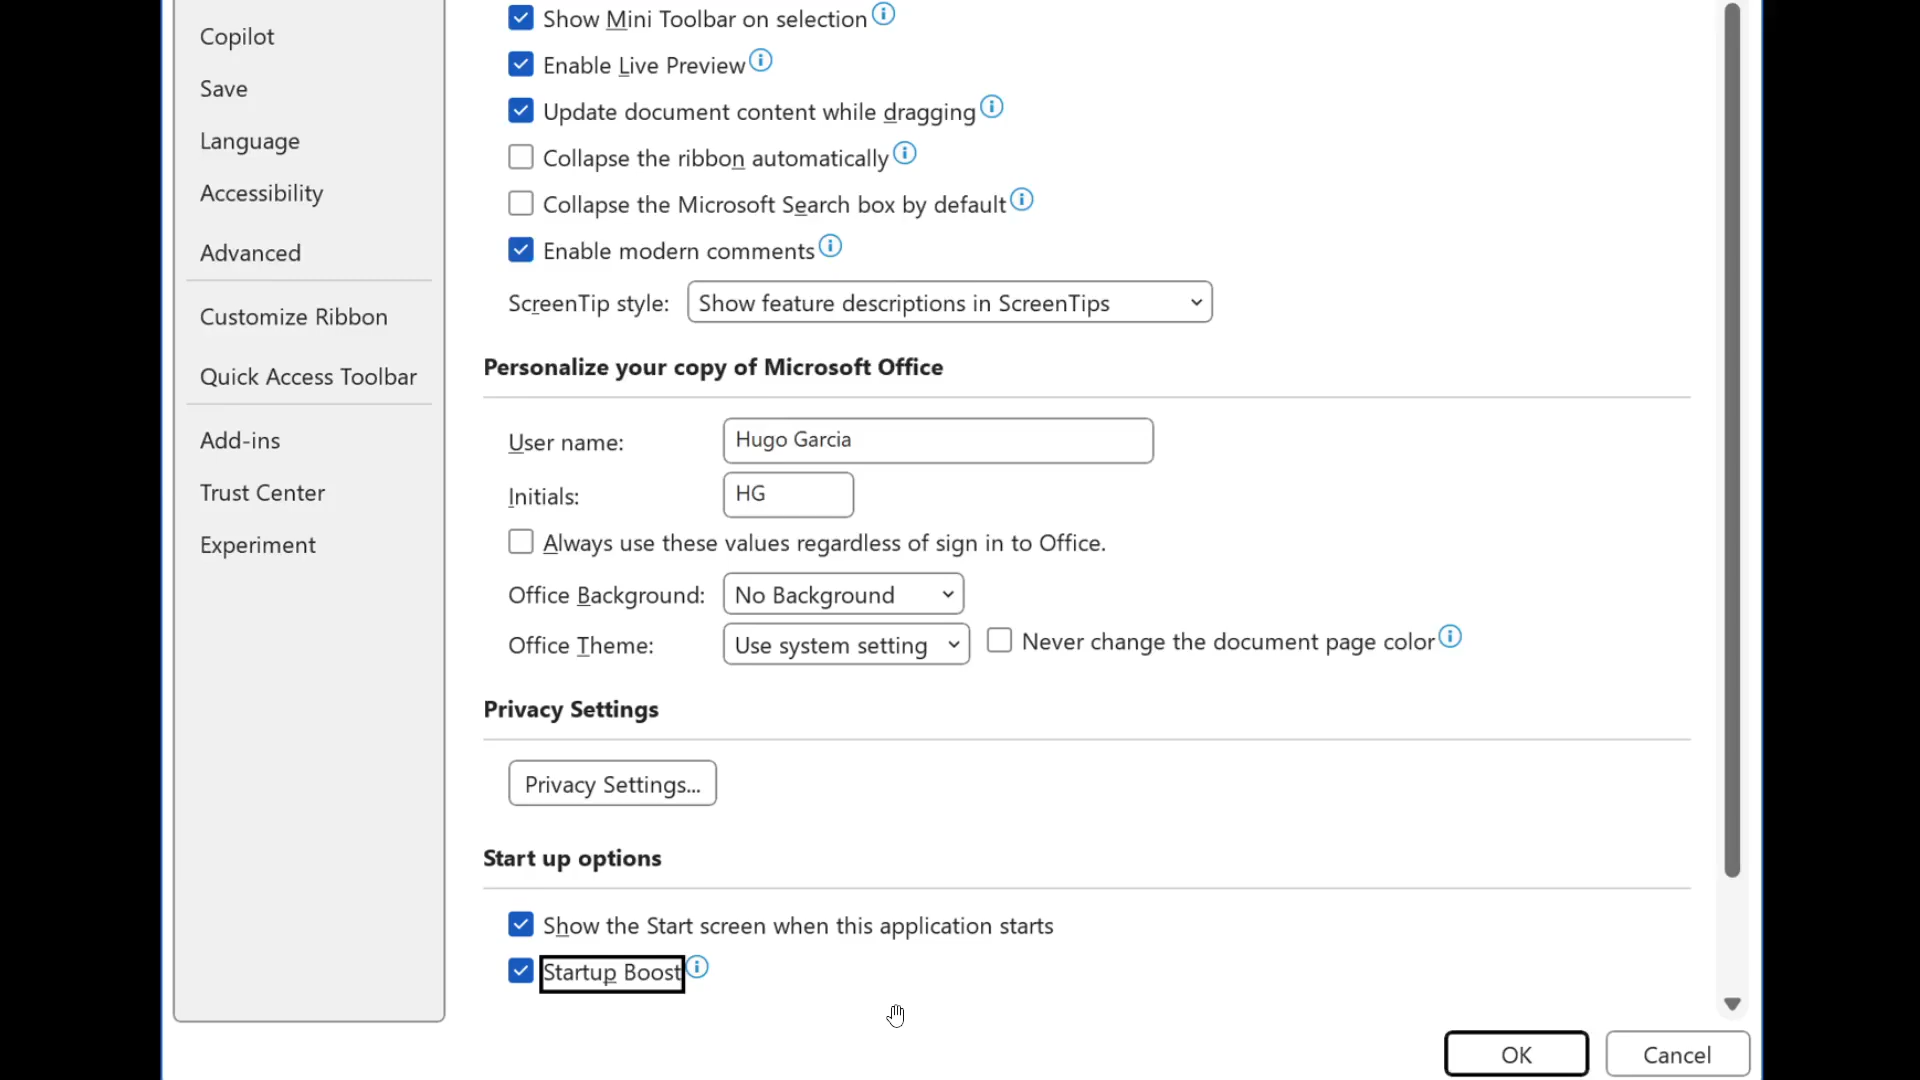 Copilot
Save
Language
Accessibility
Advanced
Customize Ribbon
Quick Access Toolbar
Add-ins
Trust Center
Experiment
Show Mini Toolbar on selection
Enable Live Preview
Update document content while dragging
Collapse the ribbon automatically
Collapse the Microsoft Search box by default
Enable modern comments
ScreenTip style: Show feature descriptions in ScreenTips
Personalize your copy of Microsoft Office
User name: Hugo Garcia
Initials: HG
Always use these values regardless of sign in to Office.
Office Background: No Background
Office Theme: Use system setting Never change the document page color
Privacy Settings
Privacy Settings...
Start up options
Show the Start screen when this application starts
Startup Boost
OK Cancel